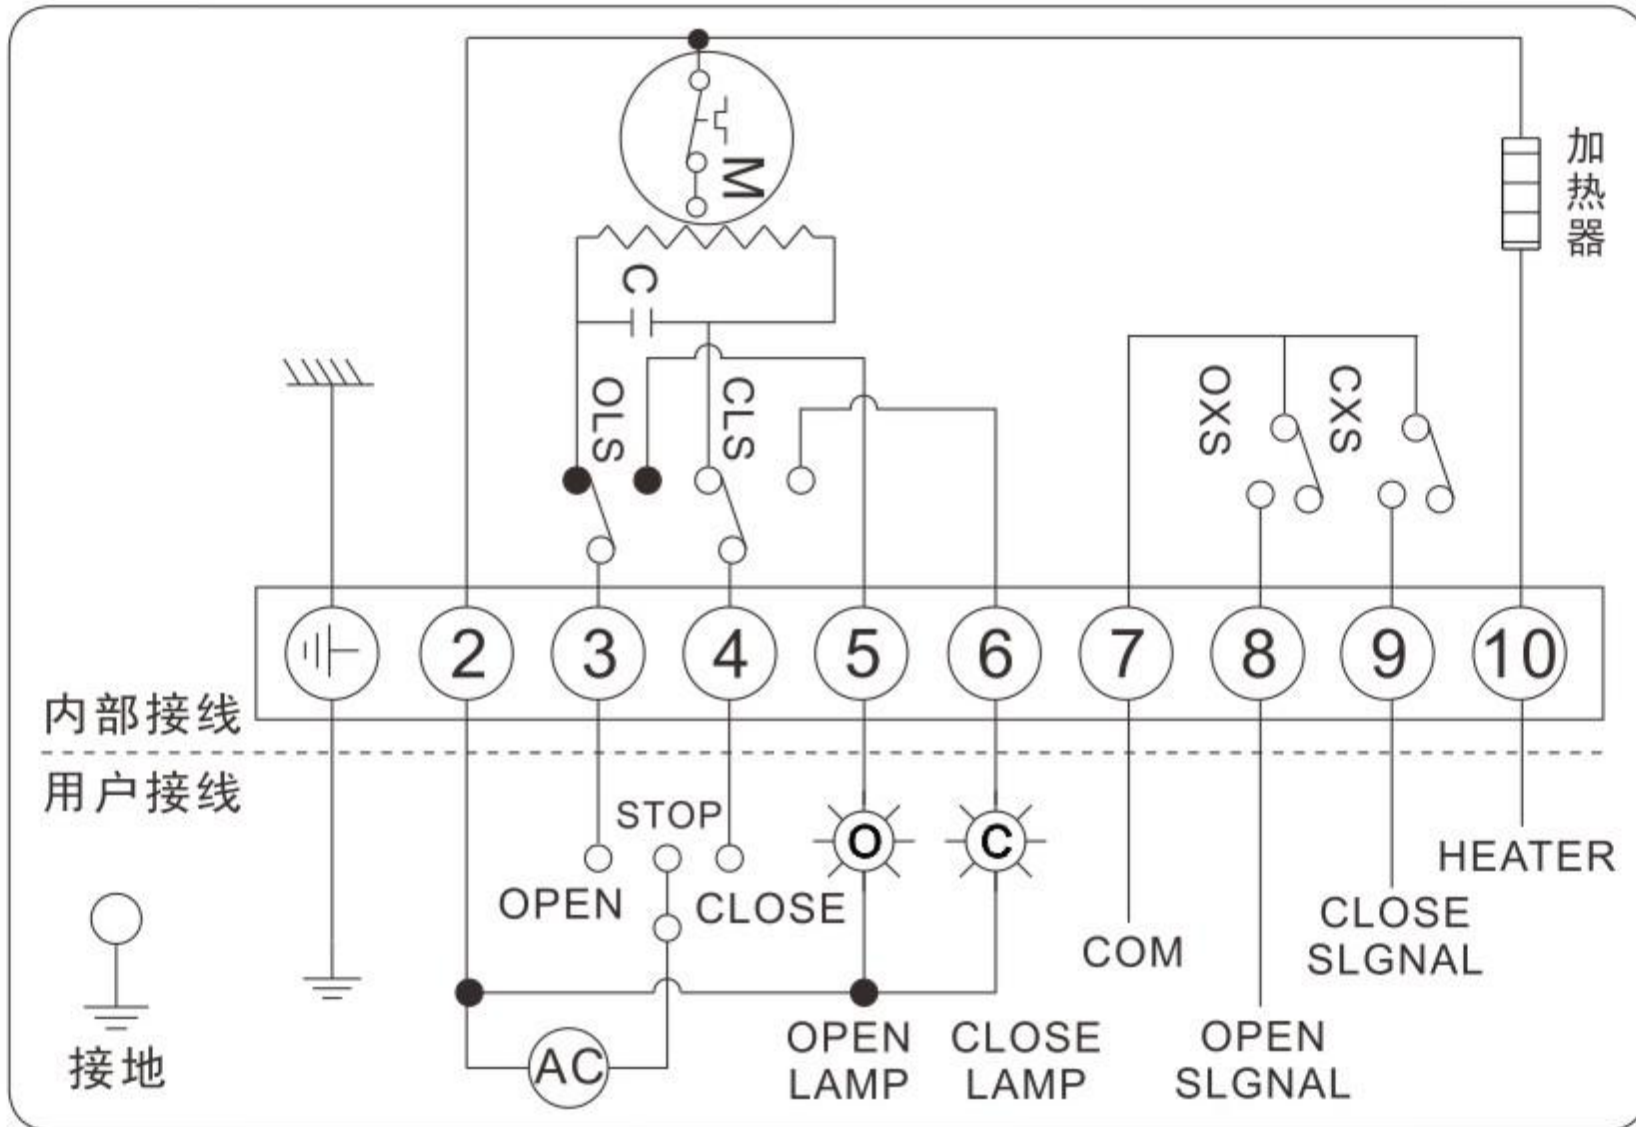 M
加热器
C
OLS
CLS
OXS
CXS
2
3
4
5
6
7
8
9
10
内部接线
用户接线
STOP
OPEN
CLOSE
O
C
HEATER
COM
CLOSE
SLGNAL
OPEN
LAMP
CLOSE
LAMP
OPEN
SLGNAL
接地
AC